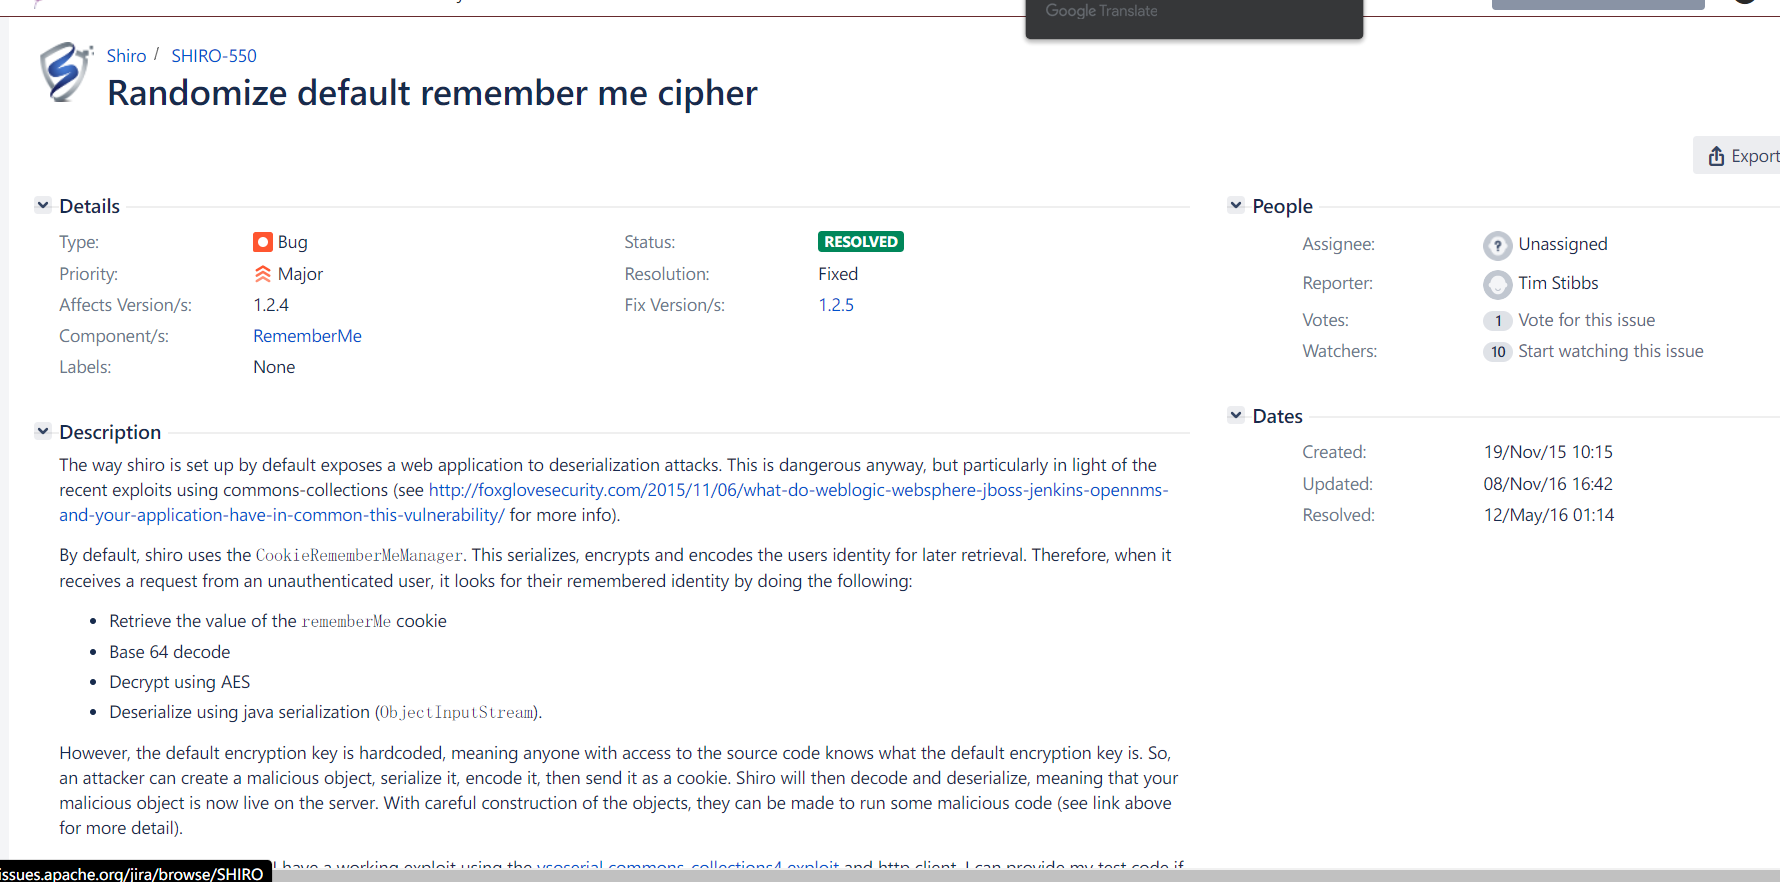 Google Translate
Shiro / SHIRO-550
Randomize default remember me cipher
Export
Details
Type: Bug Status: RESOLVED
Priority: Major Resolution: Fixed
Affects Version/s: 1.2.4 Fix Version/s: 1.2.5
Component/s: RememberMe
Labels: None
Description
The way shiro is set up by default exposes a web application to deserialization attacks. This is dangerous anyway, but particularly in light of the
recent exploits using commons-collections (see http://foxglovesecurity.com/2015/11/06/what-do-weblogic-websphere-jboss-jenkins-opennms-
and-your-application-have-in-common-this-vulnerability/ for more info).
By default, shiro uses the CookieRememberMeManager. This serializes, encrypts and encodes the users identity for later retrieval. Therefore, when it
receives a request from an unauthenticated user, it looks for their remembered identity by doing the following:
• Retrieve the value of the rememberMe cookie
• Base 64 decode
• Decrypt using AES
• Deserialize using java serialization (ObjectInputStream).
However, the default encryption key is hardcoded, meaning anyone with access to the source code knows what the default encryption key is. So,
an attacker can create a malicious object, serialize it, encode it, then send it as a cookie. Shiro will then decode and deserialize, meaning that your
malicious object is now live on the server. With careful construction of the objects, they can be made to run some malicious code (see link above
for more detail).
I have a working exploit using the ysoserial commons-collections4 exploit and http client. I can provide my test code if
issues.apache.org/jira/browse/SHIRO
People
Assignee: ? Unassigned
Reporter: Tim Stibbs
Votes: 1 Vote for this issue
Watchers: 10 Start watching this issue
Dates
Created: 19/Nov/15 10:15
Updated: 08/Nov/16 16:42
Resolved: 12/May/16 01:14